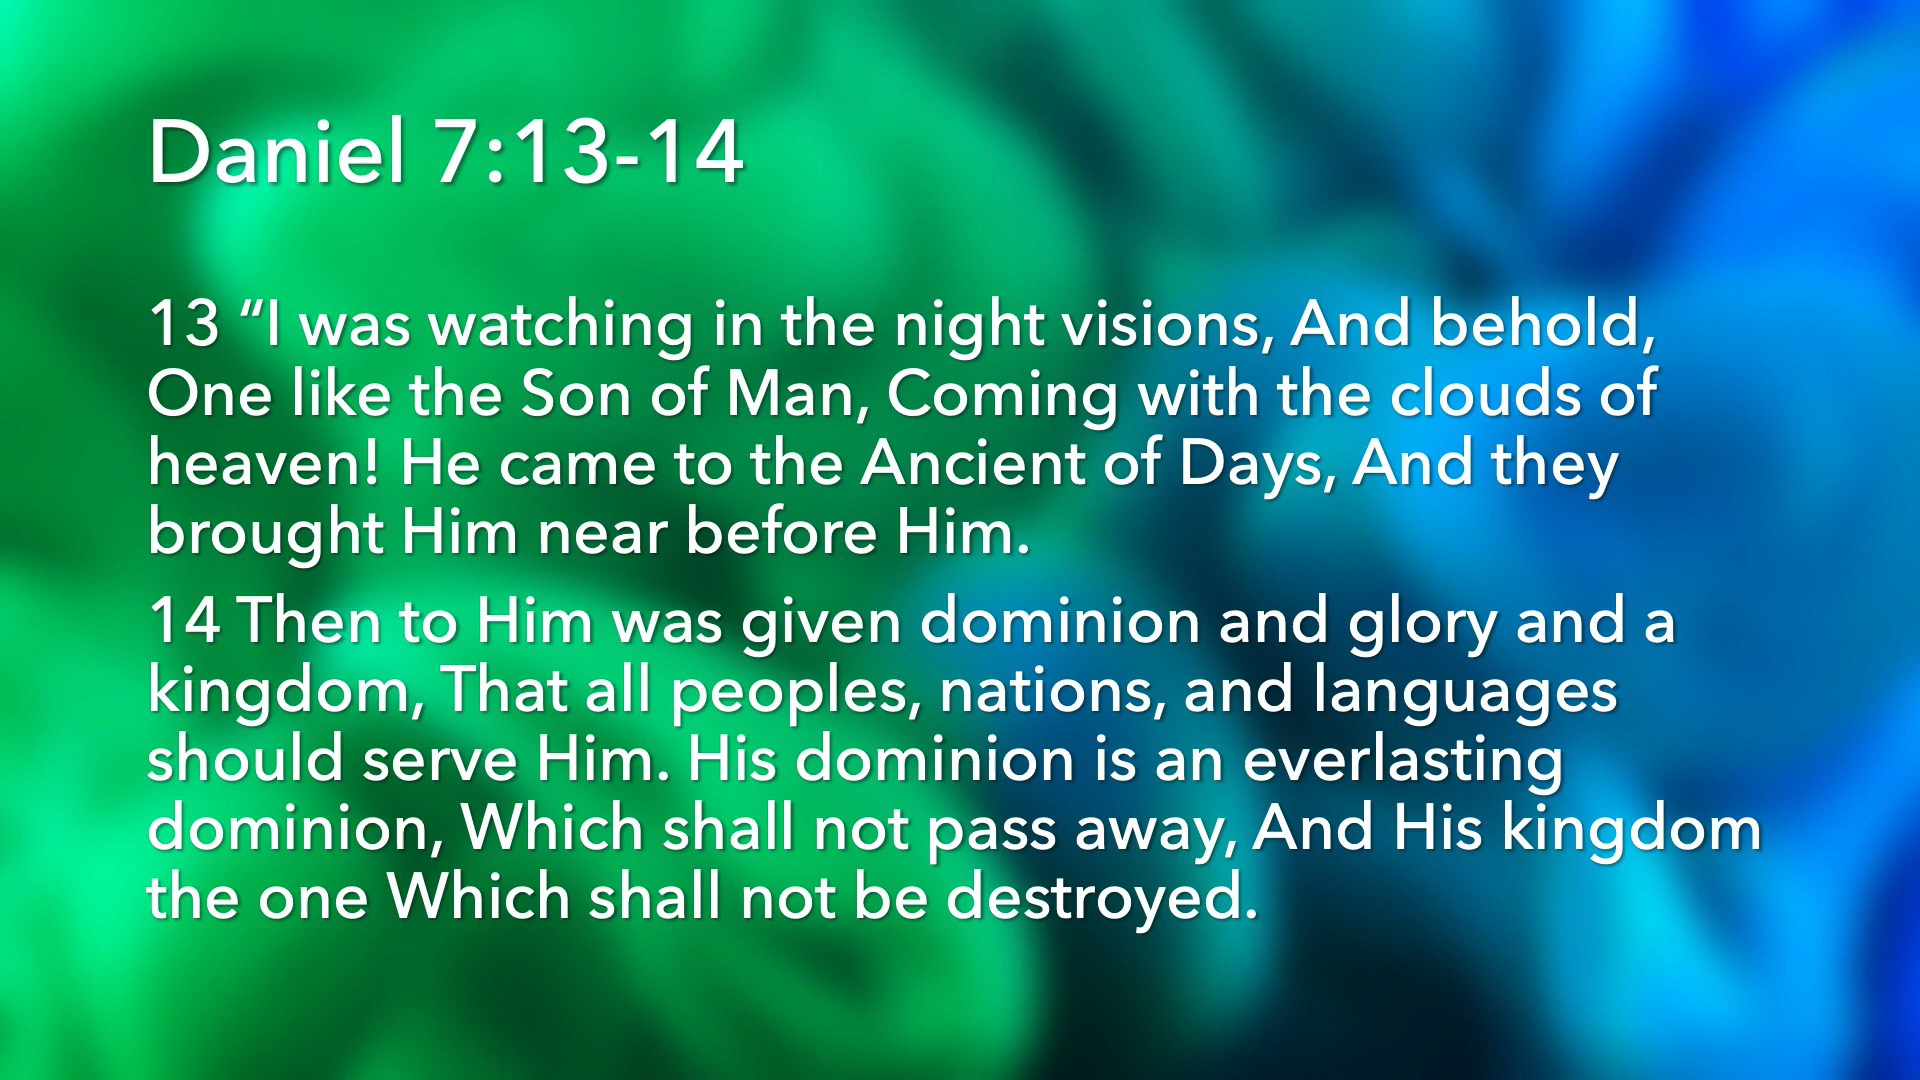 Daniel 7:13-14
13 “I was watching in the night visions, And behold,
One like the Son of Man, Coming with the clouds of
heaven! He came to the Ancient of Days, And they
brought Him near before Him.
14 Then to Him was given dominion and glory and a
kingdom, That all peoples, nations, and languages
should serve Him. His dominion is an everlasting
dominion, Which shall not pass away, And His kingdom
the one Which shall not be destroyed.